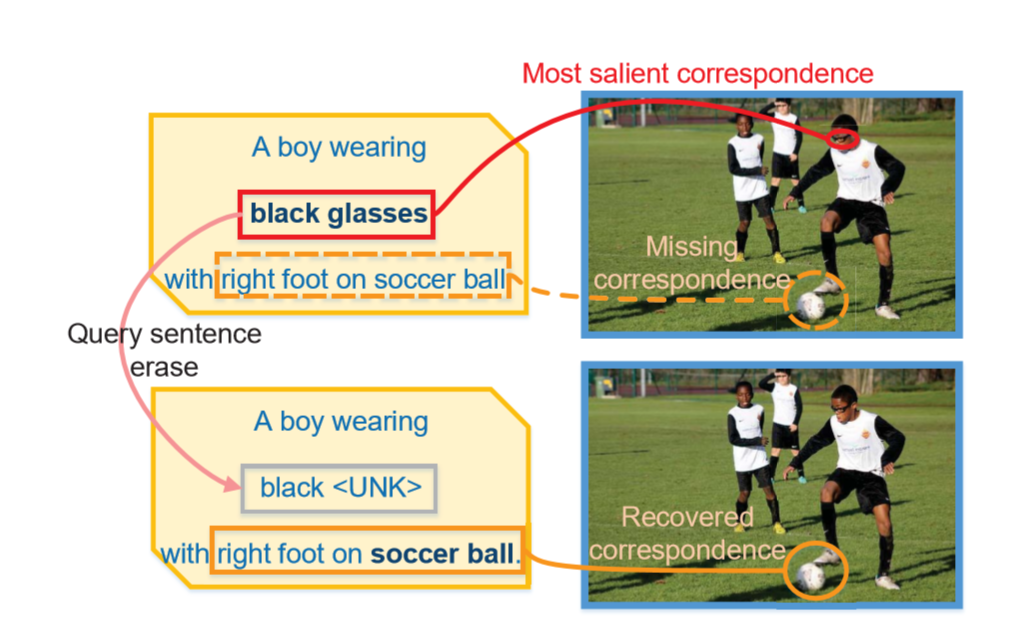 Most salient correspondence
A boy wearing
black glasses
with right foot on soccer ball
Missing
correspondence
Query sentence
erase
A boy wearing
black <UNK>
with right foot on soccer ball.
Recovered
correspondence